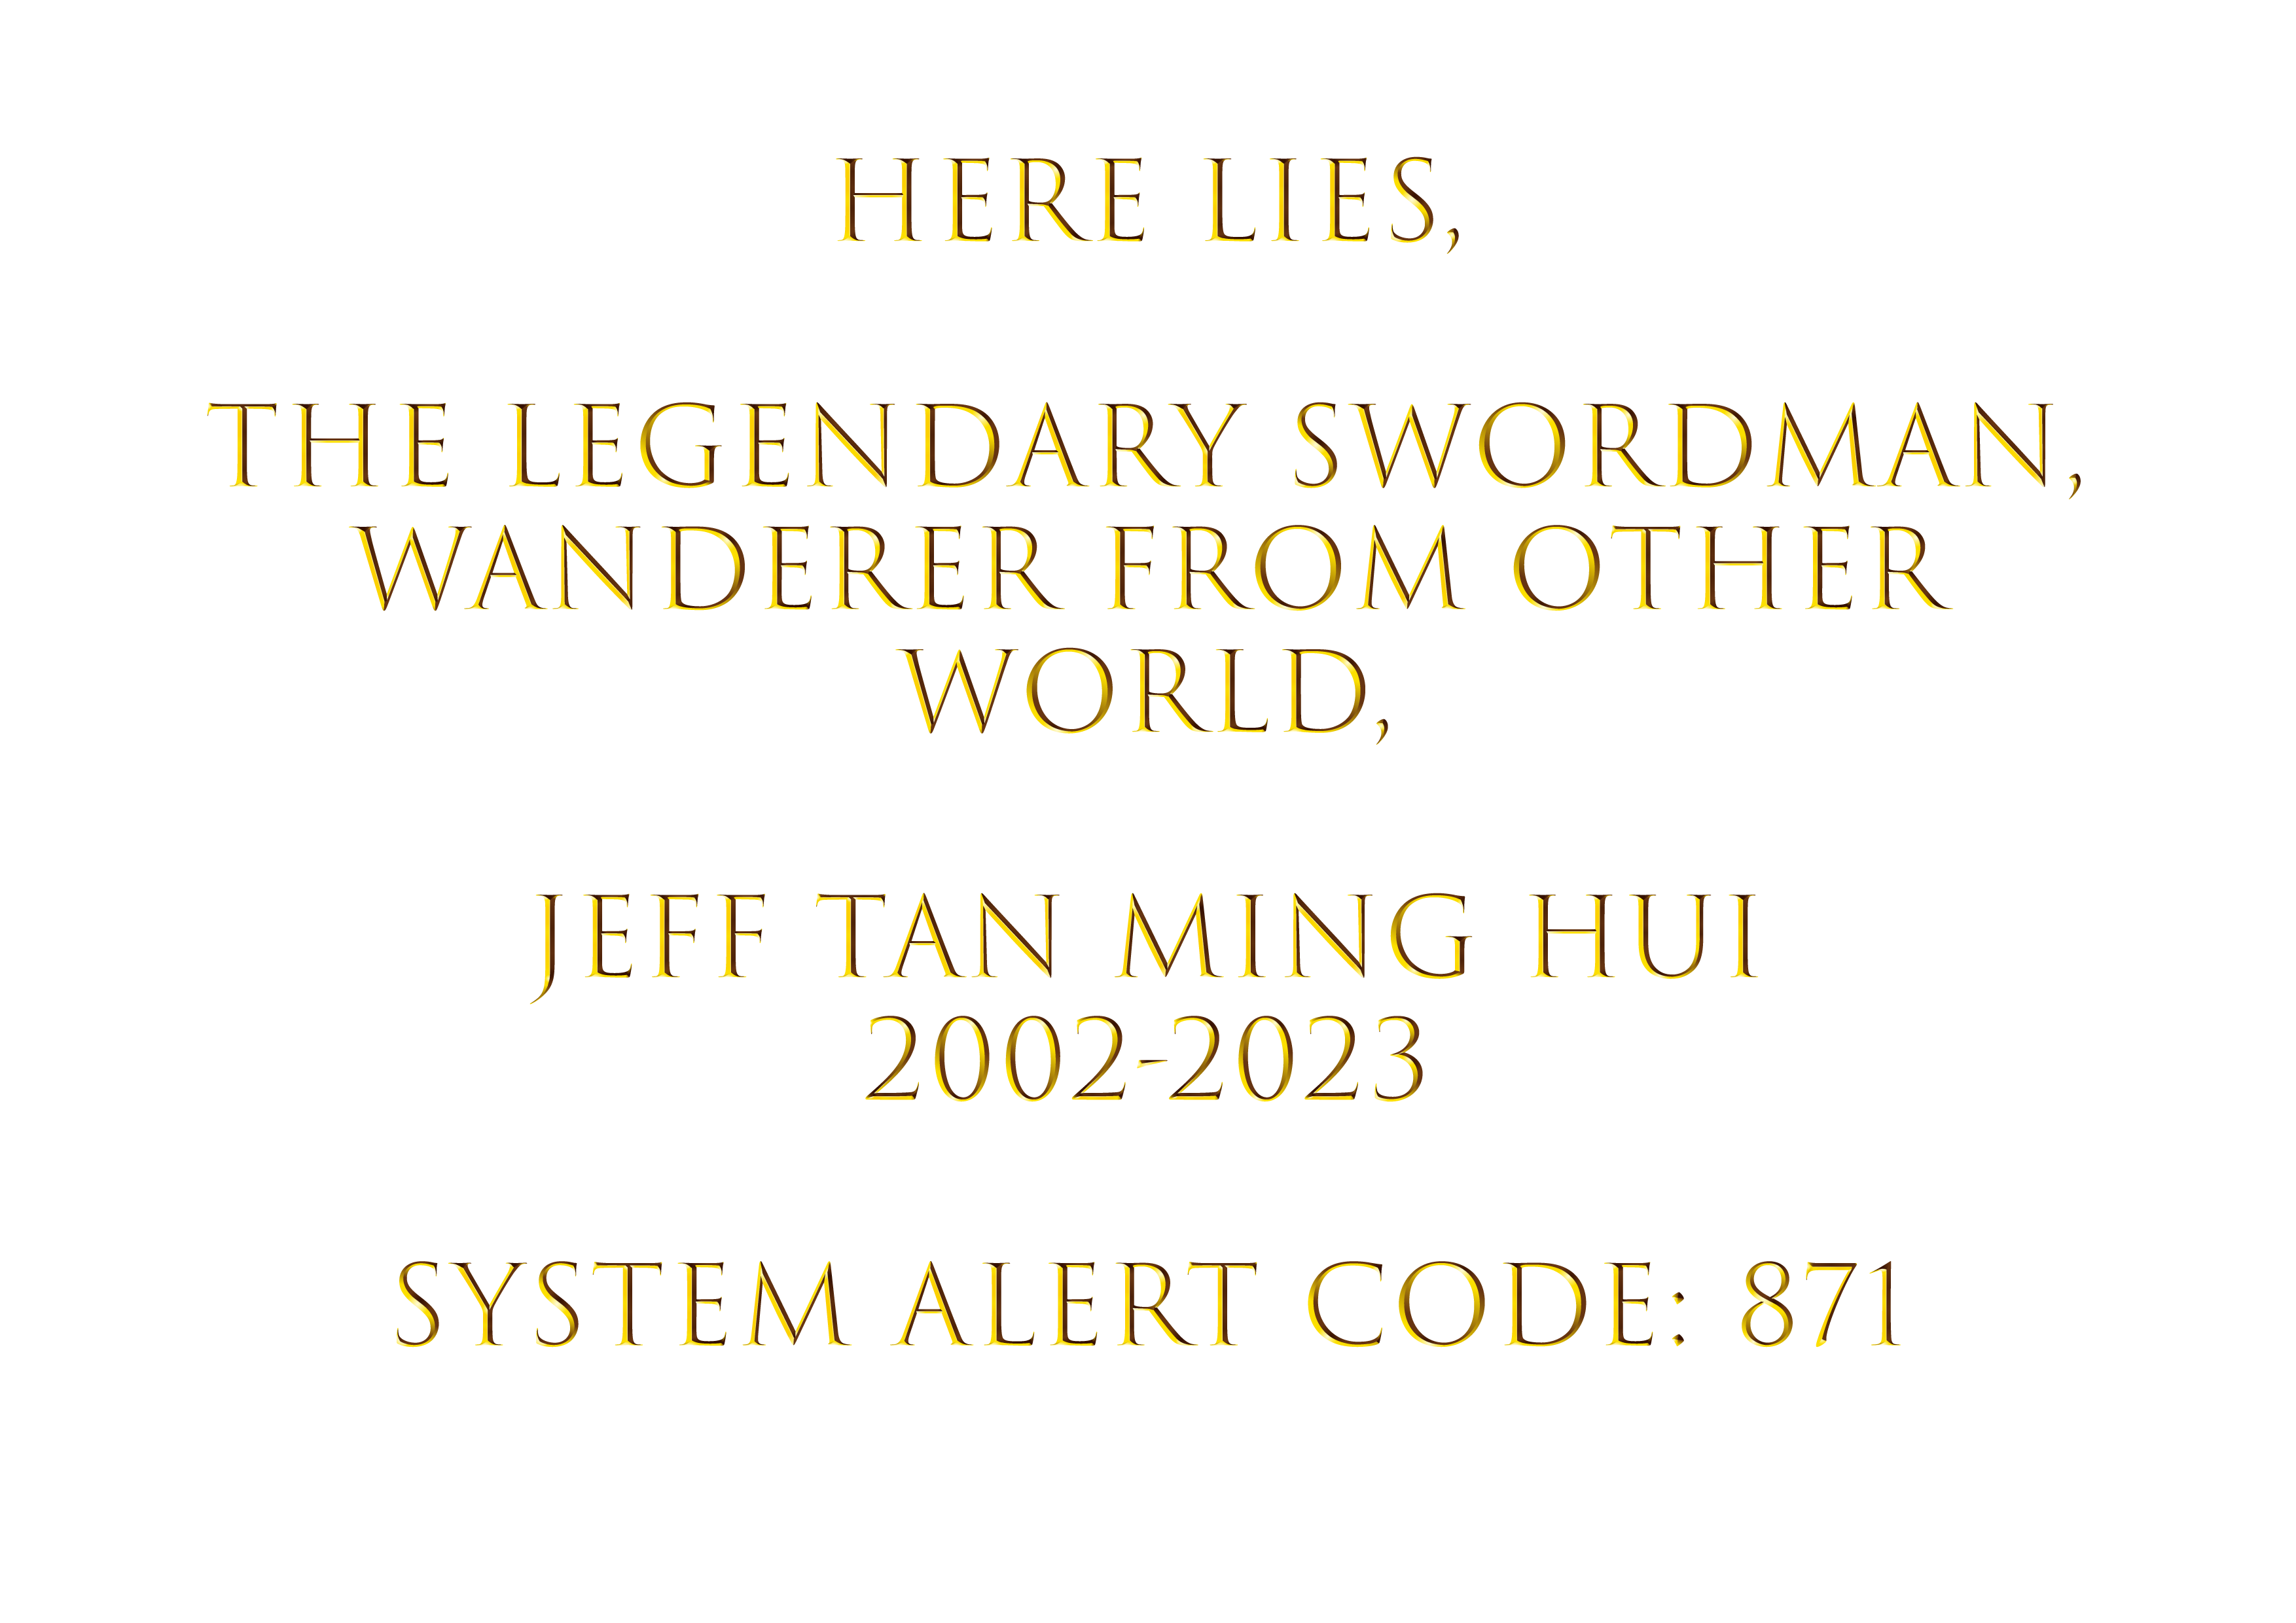 HERE LIES,
THE LEGENDARY SWORDMAN,
WANDERER FROM OTHER
WORLD,
JEFF TAN MING HUI
2002-2023
SYSTEM ALERT CODE: 871